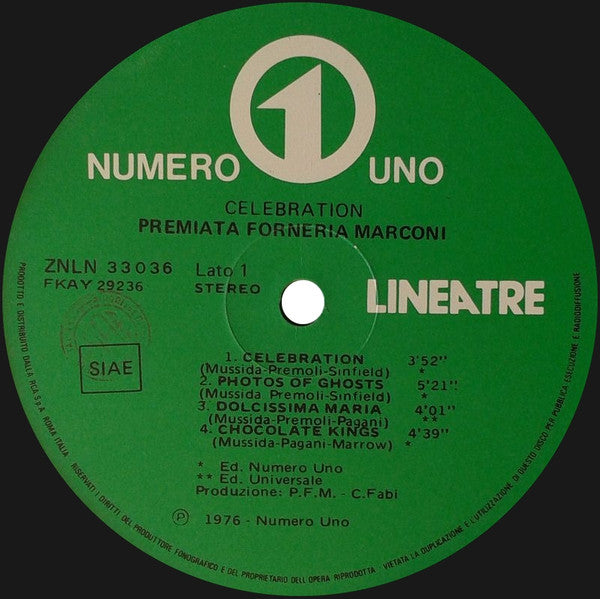 1
NUMERO UNO
CELEBRATION
PREMIATA FORNERIA MARCONI
ZNLN 33036 Lato 1
FKAY 29236 STEREO
LINEATRE
SIAE
1. CELEBRATION 3'52"
(Mussida-Premoli-Sinfield) *
2. PHOTOS OF GHOSTS 5'21"
(Mussida Premoli-Sinfield) *
3. DOLCISSIMA MARIA 4'01"
(Mussida-Premoli-Pagani) **
4. CHOCOLATE KINGS 4'39"
(Mussida-Pagani-Marrow) *
* Ed. Numero Uno
** Ed. Universale
Produzione: P.F.M. - C.Fabi
℗ 1976 - Numero Uno
PRODOTTO E DISTRIBUITO DALLA RCA S.p.A. ROMA ITALIA. RISERVATI I DIRITTI DEL PRODUTTORE FONOGRAFICO E DEL PROPRIETARIO DELL'OPERA RIPRODOTTA - VIETATA LA DUPLICAZIONE E L'UTILIZZAZIONE DI QUESTO DISCO PER PUBBLICA ESECUZIONE E RADIODIFFUSIONE